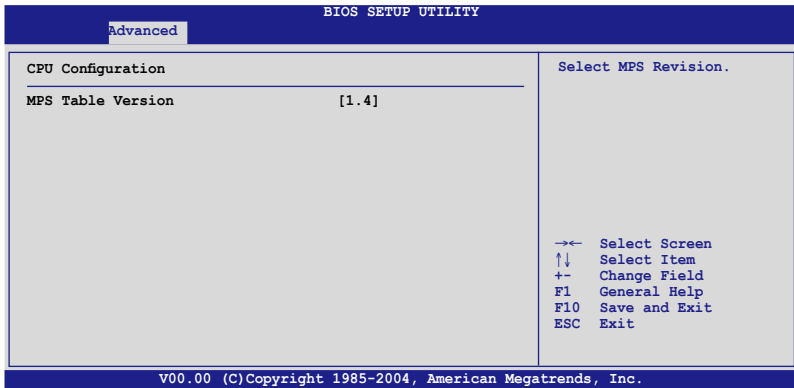 BIOS SETUP UTILITY
Advanced
CPU Configuration
MPS Table Version [1.4]
Select MPS Revision.
→← Select Screen
↑↓ Select Item
+- Change Field
F1 General Help
F10 Save and Exit
ESC Exit
V00.00 (C)Copyright 1985-2004, American Megatrends, Inc.